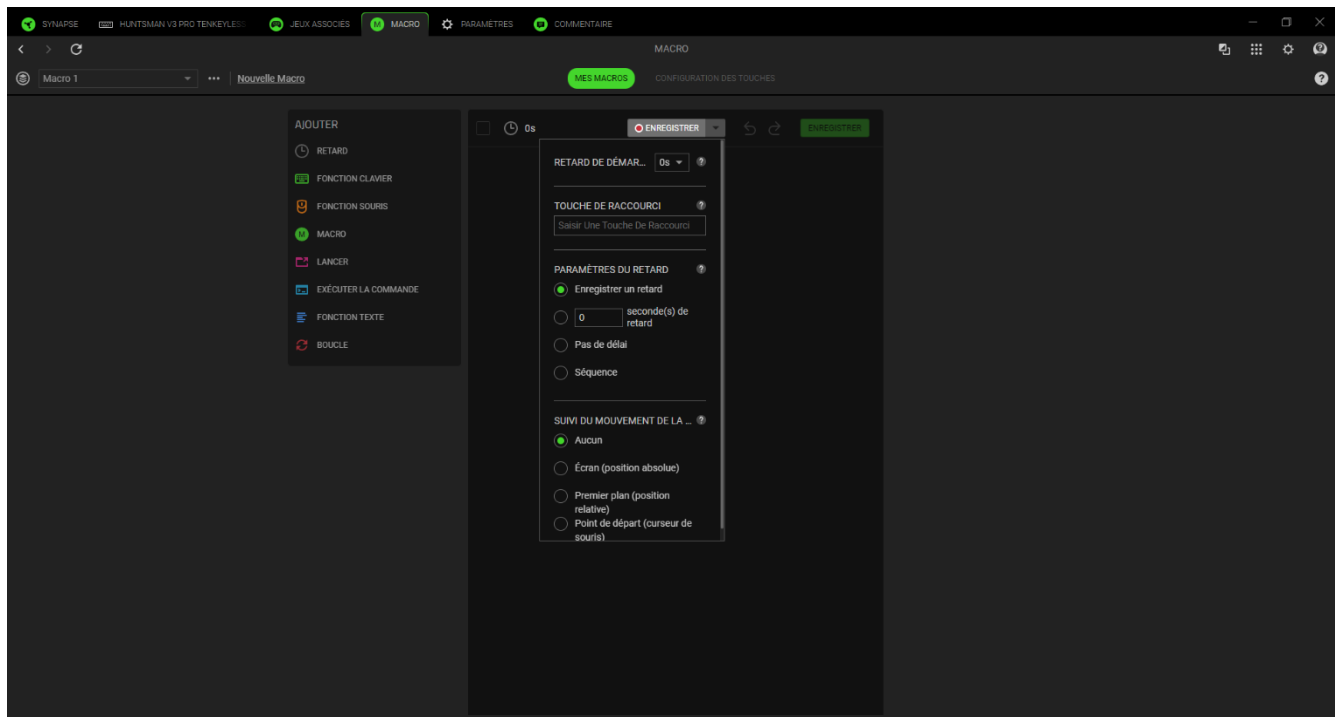 SYNAPSE HUNTSMAN V3 PRO TENKEYLESS JEUX ASSOCIÉS MACRO PARAMÈTRES COMMENTAIRE
MACRO
Macro 1 Nouvelle Macro MES MACROS CONFIGURATION DES TOUCHES
AJOUTER
RETARD
FONCTION CLAVIER
FONCTION SOURIS
MACRO
LANCER
EXÉCUTER LA COMMANDE
FONCTION TEXTE
BOUCLE
0s ENREGISTRER ENREGISTRER
RETARD DE DÉMAR... 0s
TOUCHE DE RACCOURCI
Saisir Une Touche De Raccourci
PARAMÈTRES DU RETARD
Enregistrer un retard
0 seconde(s) de
retard
Pas de délai
Séquence
SUIVI DU MOUVEMENT DE LA ...
Aucun
Écran (position absolue)
Premier plan (position
relative)
Point de départ (curseur de
souris)